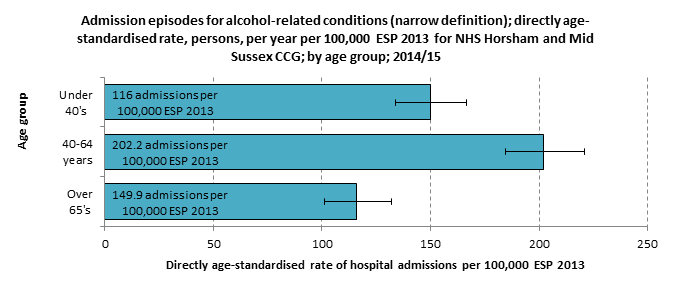 Admission episodes for alcohol-related conditions (narrow definition); directly age-
standardised rate, persons, per year per 100,000 ESP 2013 for NHS Horsham and Mid
Sussex CCG; by age group; 2014/15
Age group
Under
40's
116 admissions per
100,000 ESP 2013
40-64
years
202.2 admissions per
100,000 ESP 2013
Over
65's
149.9 admissions per
100,000 ESP 2013
0 50 100 150 200 250
Directly age-standardised rate of hospital admissions per 100,000 ESP 2013